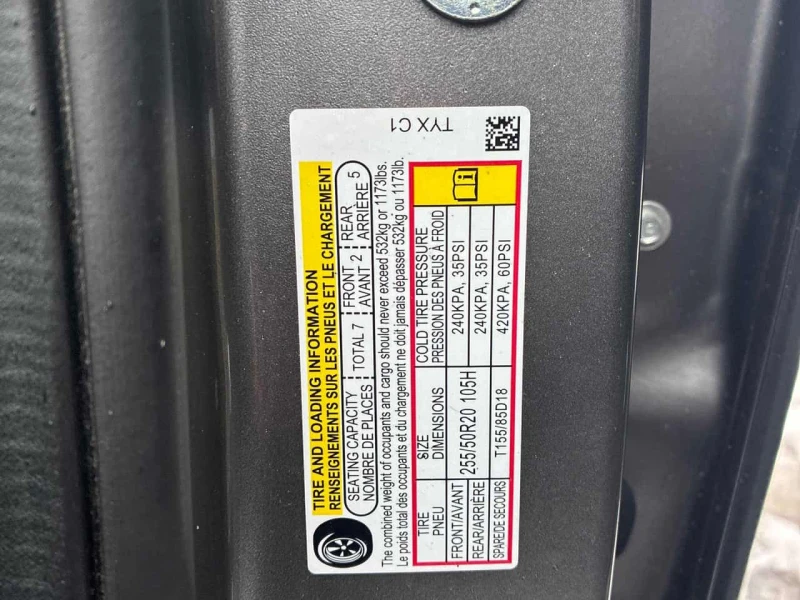 TYX C1
TIRE AND LOADING INFORMATION
RENSEIGNEMENTS SUR LES PNEUS ET LE CHARGEMENT
SEATING CAPACITY TOTAL 7 FRONT 2 REAR 5
NOMBRE DE PLACES AVANT ARRIÈRE
The combined weight of occupants and cargo should never exceed 532kg or 1173lbs.
Le poids total des occupants et du chargement ne doit jamais dépasser 532kg ou 1173lb.
TIRE SIZE COLD TIRE PRESSURE
PNEU DIMENSIONS PRESSION DES PNEUS À FROID
FRONT/AVANT 255/50R20 105H 240KPA, 35PSI
REAR/ARRIÈRE 240KPA, 35PSI
SPARE/DE SECOURS T155/85D18 420KPA, 60PSI